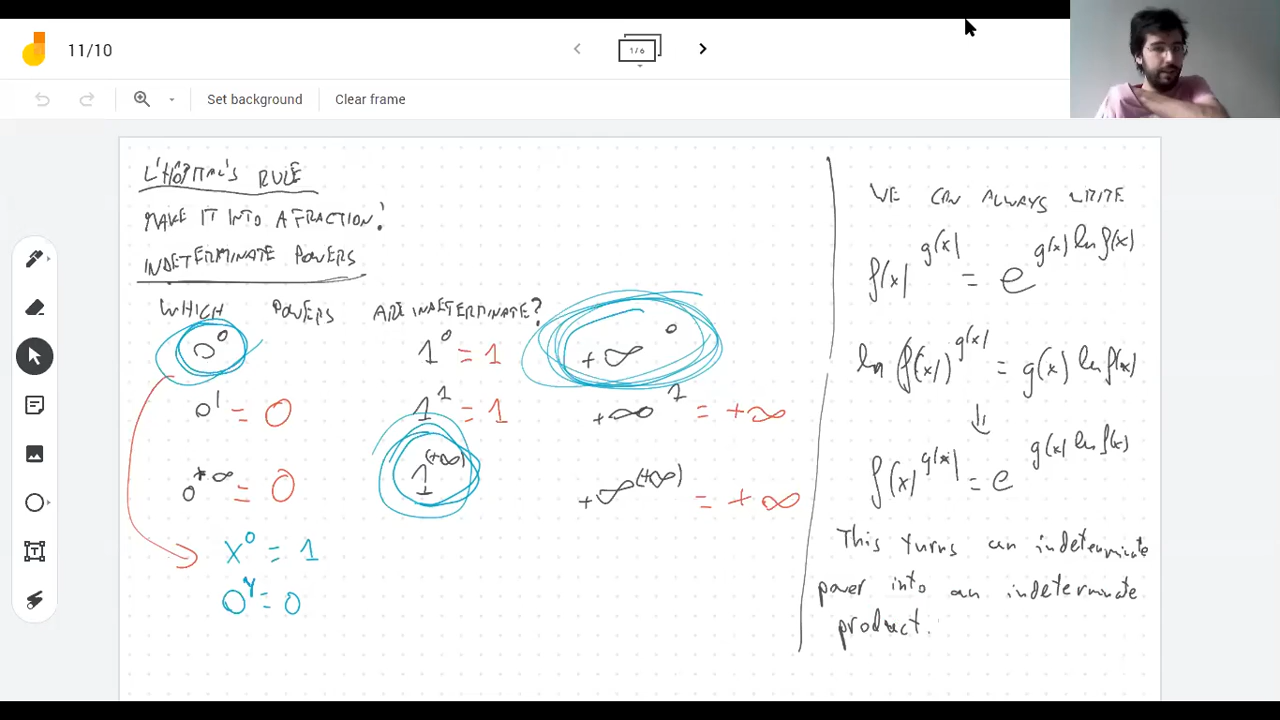 11/10
1/6
Set background
Clear frame
L'HÔPITAL'S RULE
MAKE IT INTO A FRACTION!
INDETERMINATE POWERS
WHICH POWERS ARE INDETERMINATE?
0^0 1^0 = 1 +∞^0
0^1 = 0 1^1 = 1 +∞^1 = +∞
0^+∞ = 0 1^(+∞) +∞^(+∞) = +∞
x^0 = 1
0^y = 0
WE CAN ALWAYS WRITE
f(x)^g(x) = e^g(x) ln f(x)
ln (f(x))^g(x) = g(x) ln f(x)
⇓
f(x)^g(x) = e^g(x) ln f(x)
This turns an indeterminate
power into an indeterminate
product.